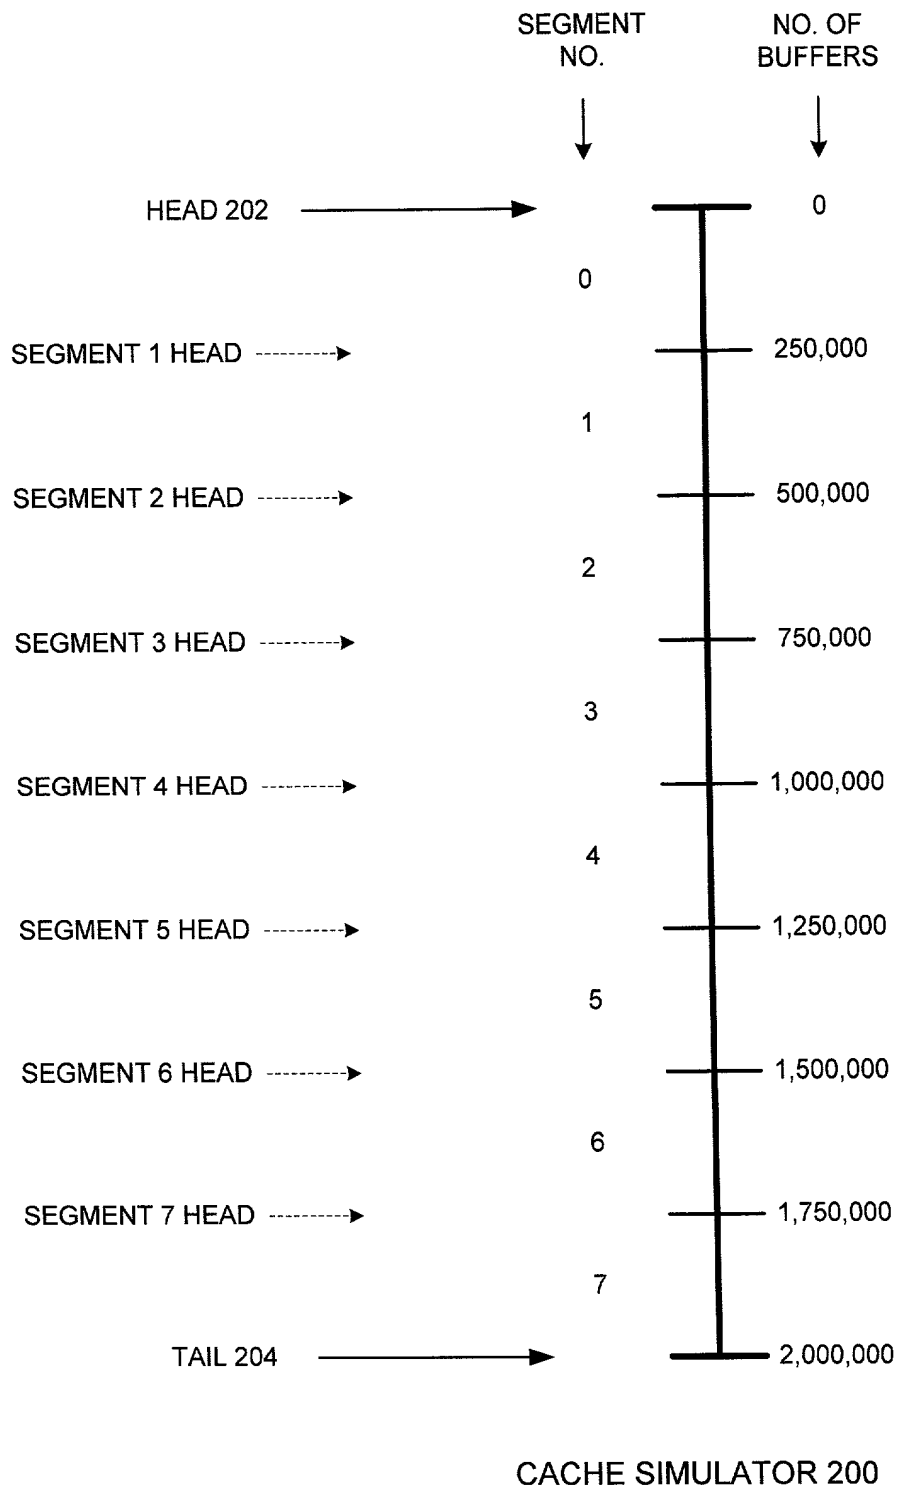 SEGMENT NO.
NO. OF BUFFERS
HEAD 202
0
0
SEGMENT 1 HEAD
250,000
1
SEGMENT 2 HEAD
500,000
2
SEGMENT 3 HEAD
750,000
3
SEGMENT 4 HEAD
1,000,000
4
SEGMENT 5 HEAD
1,250,000
5
SEGMENT 6 HEAD
1,500,000
6
SEGMENT 7 HEAD
1,750,000
7
TAIL 204
2,000,000
CACHE SIMULATOR 200